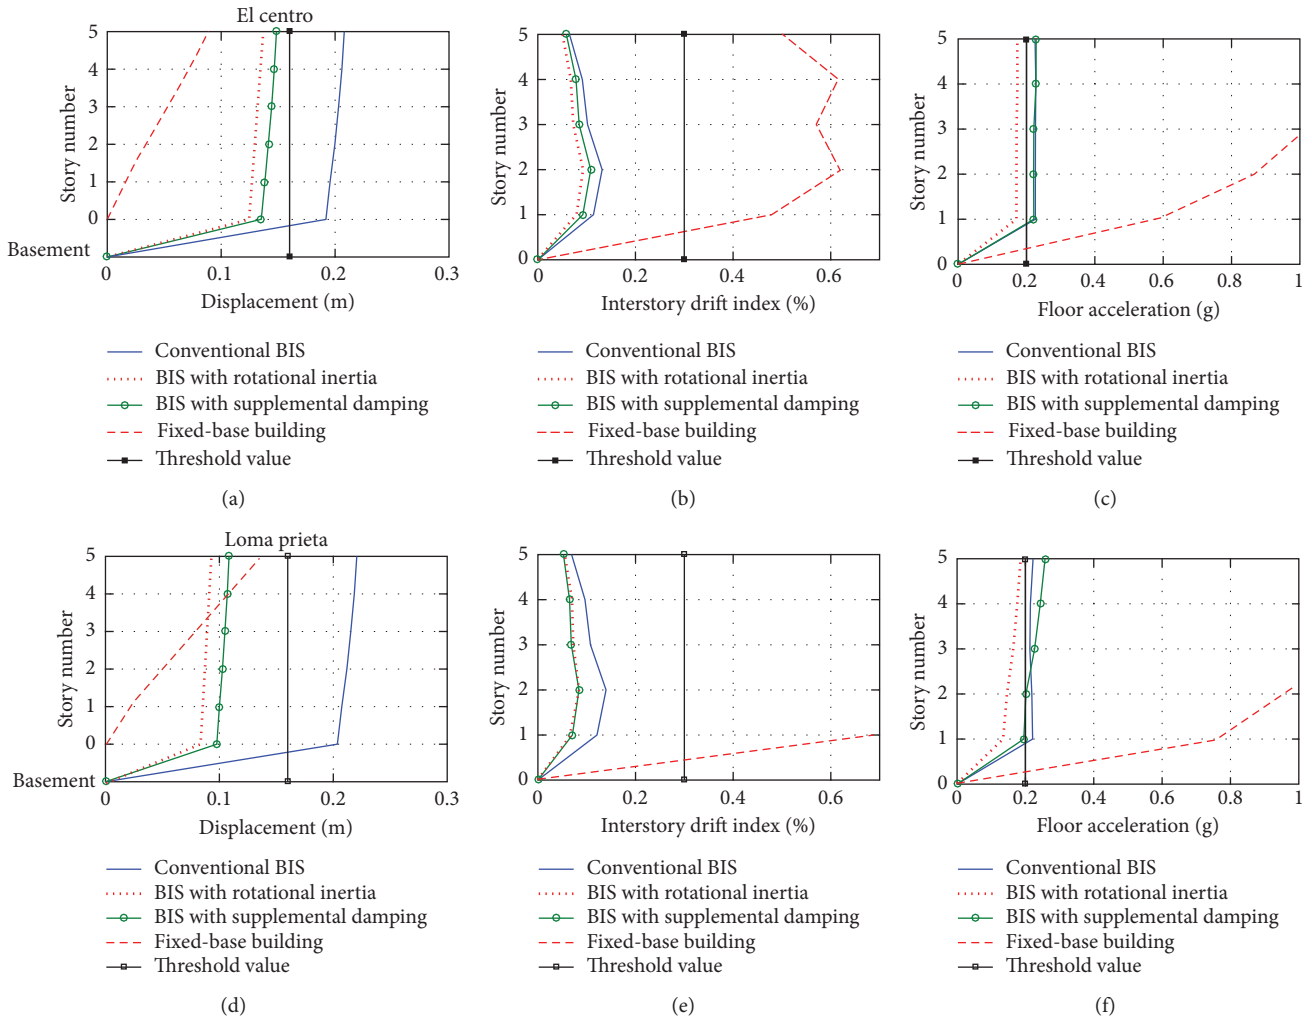 El centro
5
4
3
2
1
0
Basement
Story number
0
0.1
0.2
0.3
Displacement (m)
Conventional BIS
BIS with rotational inertia
BIS with supplemental damping
Fixed-base building
Threshold value
(a)
5
4
3
2
1
0
Story number
0
0.2
0.4
0.6
Interstory drift index (%)
Conventional BIS
BIS with rotational inertia
BIS with supplemental damping
Fixed-base building
Threshold value
(b)
5
4
3
2
1
0
Story number
0
0.2
0.4
0.6
0.8
1
Floor acceleration (g)
Conventional BIS
BIS with rotational inertia
BIS with supplemental damping
Fixed-base building
Threshold value
(c)
Loma prieta
5
4
3
2
1
0
Basement
Story number
0
0.1
0.2
0.3
Displacement (m)
Conventional BIS
BIS with rotational inertia
BIS with supplemental damping
Fixed-base building
Threshold value
(d)
5
4
3
2
1
0
Story number
0
0.2
0.4
0.6
Interstory drift index (%)
Conventional BIS
BIS with rotational inertia
BIS with supplemental damping
Fixed-base building
Threshold value
(e)
5
4
3
2
1
0
Story number
0
0.2
0.4
0.6
0.8
1
Floor acceleration (g)
Conventional BIS
BIS with rotational inertia
BIS with supplemental damping
Fixed-base building
Threshold value
(f)